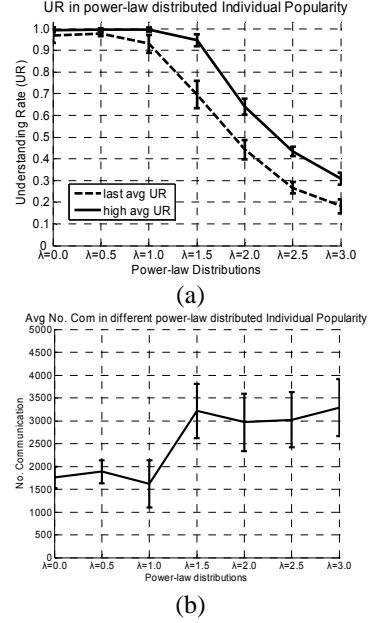 UR in power-law distributed Individual Popularity
1.0
0.9
0.8
0.7
0.6
0.5
0.4
0.3
0.2
0.1
0.0
Understanding Rate (UR)
last avg UR
high avg UR
λ=0.0 λ=0.5 λ=1.0 λ=1.5 λ=2.0 λ=2.5 λ=3.0
Power-law Distributions
(a)
Avg No. Com in different power-law distributed Individual Popularity
5000
4500
4000
3500
3000
2500
2000
1500
1000
500
0
No. Communication
λ=0.0 λ=0.5 λ=1.0 λ=1.5 λ=2.0 λ=2.5 λ=3.0
Power-law distributions
(b)